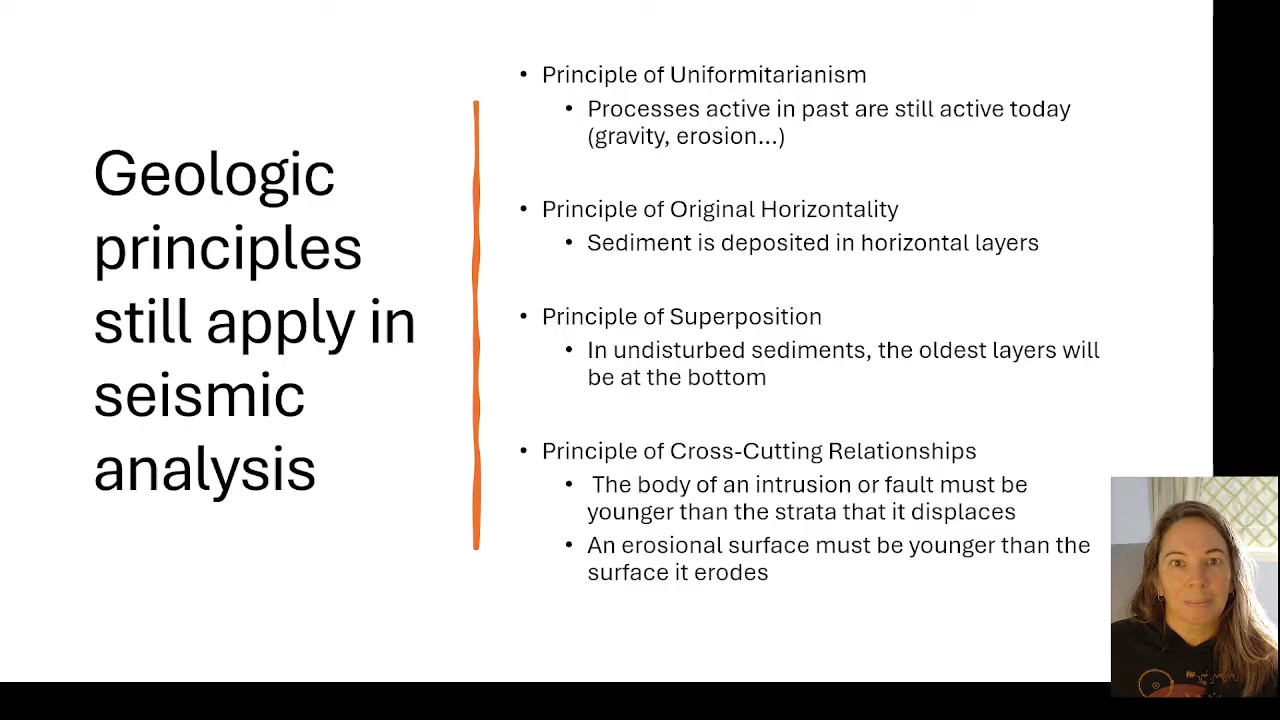 Geologic
principles
still apply in
seismic
analysis
• Principle of Uniformitarianism
• Processes active in past are still active today
(gravity, erosion...)
• Principle of Original Horizontality
• Sediment is deposited in horizontal layers
• Principle of Superposition
• In undisturbed sediments, the oldest layers will
be at the bottom
• Principle of Cross-Cutting Relationships
• The body of an intrusion or fault must be
younger than the strata that it displaces
• An erosional surface must be younger than the
surface it erodes